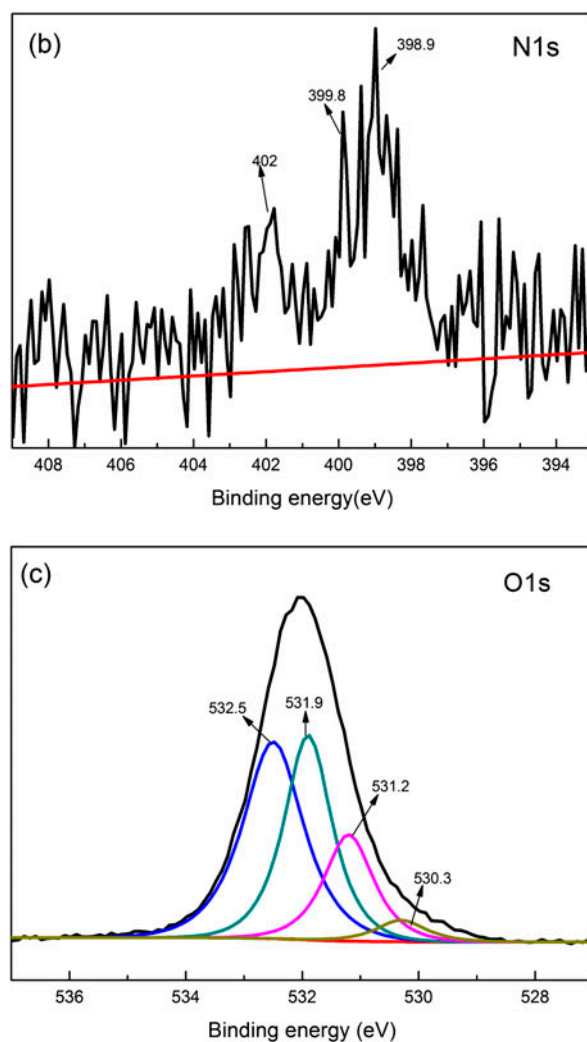 (b)
N1s
398.9
399.8
402
408 406 404 402 400 398 396 394
Binding energy(eV)
(c)
O1s
532.5
531.9
531.2
530.3
536 534 532 530 528
Binding energy (eV)